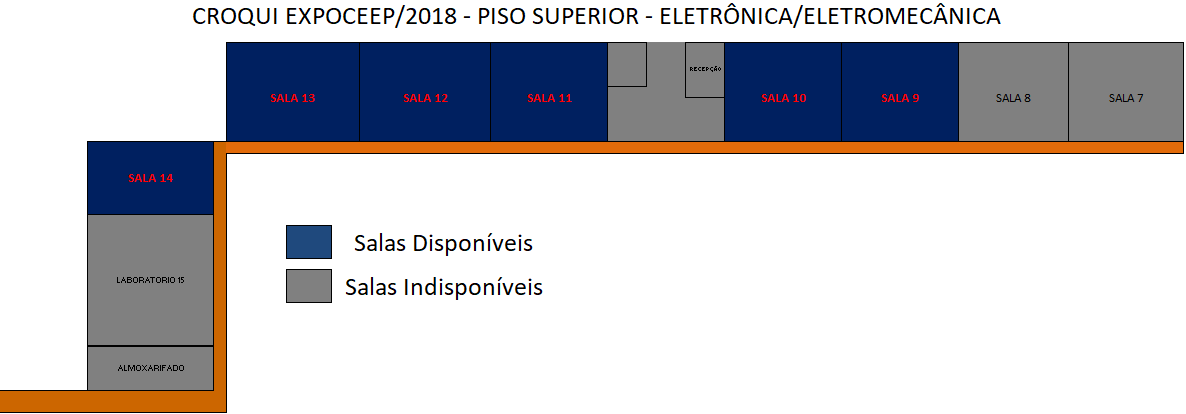 CROQUI EXPOCEEP/2018 - PISO SUPERIOR - ELETRÔNICA/ELETROMECÂNICA
RECEPÇÃO
SALA 13
SALA 12
SALA 11
SALA 10
SALA 9
SALA 8
SALA 7
SALA 14
Salas Disponíveis
LABORATORIO 15
Salas Indisponíveis
ALMOXARIFADO